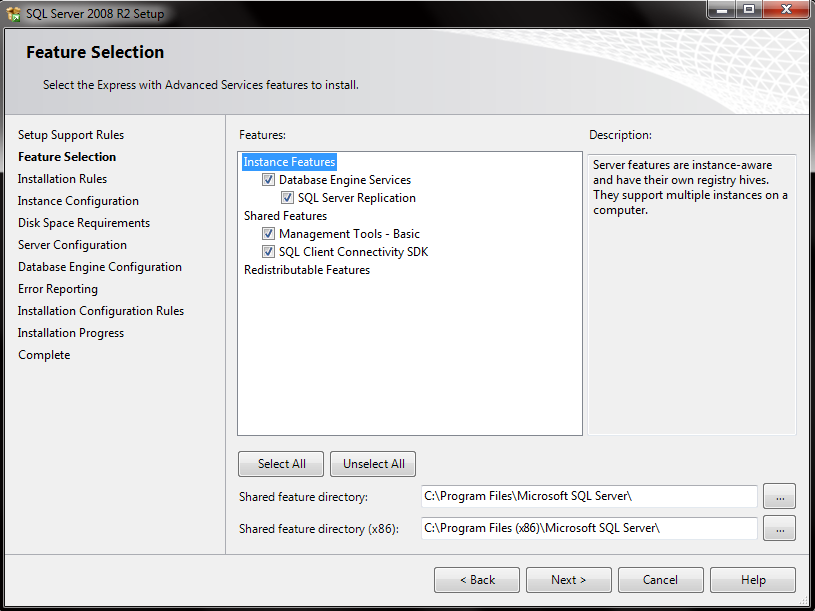 SQL Server 2008 R2 Setup
Feature Selection
Select the Express with Advanced Services features to install.
Setup Support Rules
Feature Selection
Installation Rules
Instance Configuration
Disk Space Requirements
Server Configuration
Database Engine Configuration
Error Reporting
Installation Configuration Rules
Installation Progress
Complete
Features:
Instance Features
Database Engine Services
SQL Server Replication
Shared Features
Management Tools - Basic
SQL Client Connectivity SDK
Redistributable Features
Description:
Server features are instance-aware
and have their own registry hives.
They support multiple instances on a
computer.
Select All
Unselect All
Shared feature directory:
C:\Program Files\Microsoft SQL Server\
...
Shared feature directory (x86):
C:\Program Files (x86)\Microsoft SQL Server\
...
< Back
Next >
Cancel
Help